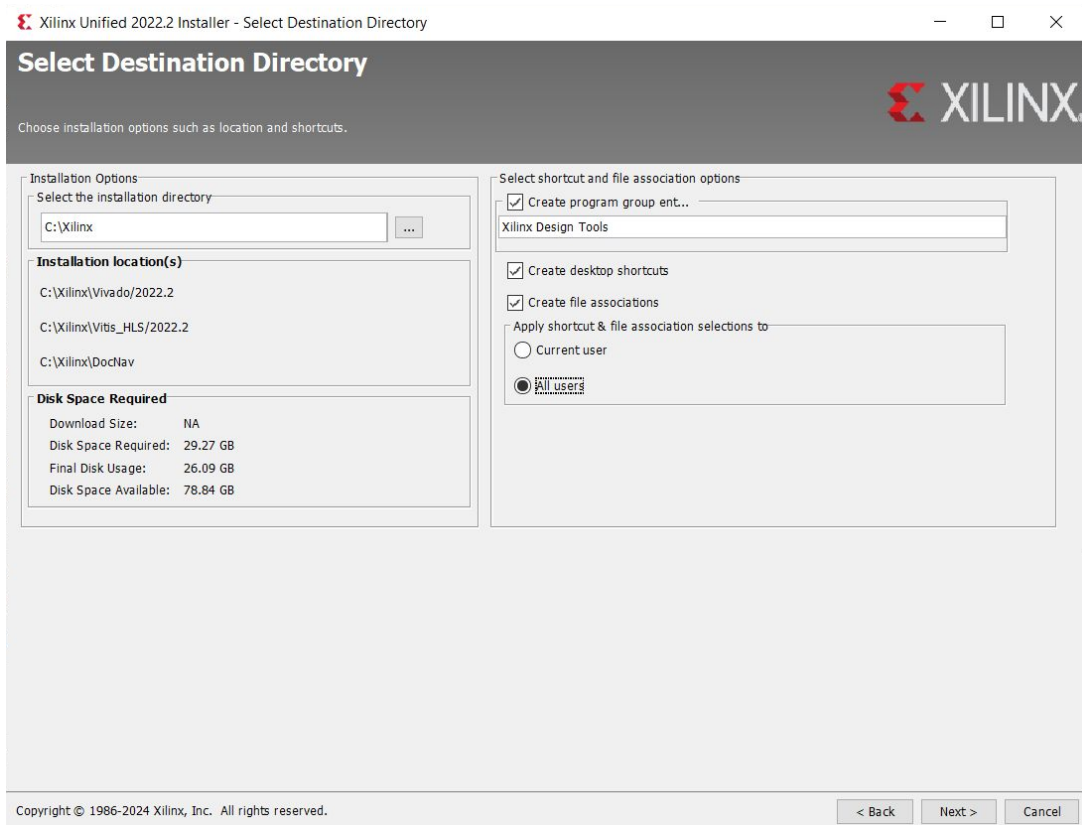 Xilinx Unified 2022.2 Installer - Select Destination Directory
Select Destination Directory
XILINX
Choose installation options such as location and shortcuts.
Installation Options
Select the installation directory
C:\Xilinx
...
Installation location(s)
C:\Xilinx\Vivado/2022.2
C:\Xilinx\Vitis_HLS/2022.2
C:\Xilinx\DocNav
Disk Space Required
Download Size: NA
Disk Space Required: 29.27 GB
Final Disk Usage: 26.09 GB
Disk Space Available: 78.84 GB
Select shortcut and file association options
Create program group ent...
Xilinx Design Tools
Create desktop shortcuts
Create file associations
Apply shortcut & file association selections to
Current user
All users
Copyright © 1986-2024 Xilinx, Inc. All rights reserved.
< Back Next > Cancel